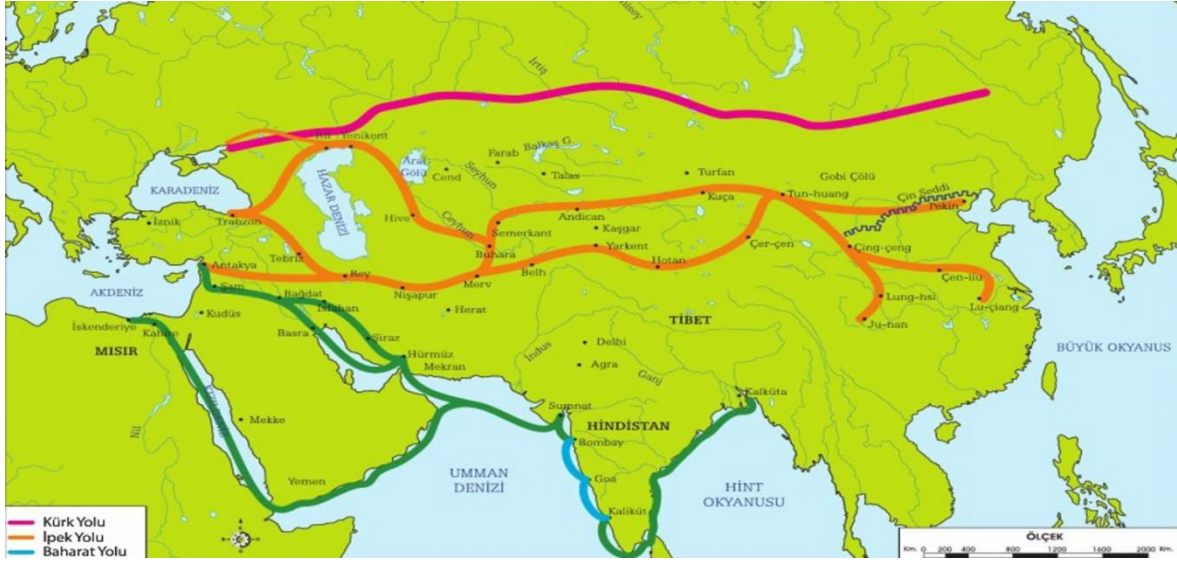 İrtiş
İtil
Yenikent
Aral
Gölü
Cend
Seyhun
Farab
Balkaş G.
Talas
Turfan
Gobi Çölü
KARADENİZ
HAZAR DENİZİ
Kuça
Tun-huang
Çin Seddi
Pekin
İznik
Trabzon
Hive
Ceyhun
Semerkant
Andican
Kaşgar
Buhara
Yarkent
Çer-çen
Çing-çeng
Tebriz
Antakya
Rey
Merv
Belh
Hotan
Çen-liu
AKDENİZ
Şam
Bağdat
İsfahan
Nişapur
Herat
Lung-hsi
Lu-çiang
İskenderiye
Kahire
Kudüs
Basra
Şiraz
TİBET
Ju-nan
MISIR
Hürmüz
Mekran
İndus
Delhi
Agra
Ganj
BÜYÜK OKYANUS
Nil
Mekke
Sumnat
HİNDİSTAN
Kalküta
Bombay
UMMAN
DENİZİ
Goa
HİNT
OKYANUSU
Yemen
Kaliküt
Kürk Yolu
İpek Yolu
Baharat Yolu
ÖLÇEK
Km. 0 200 400 800 1200 1600 2000 Km.